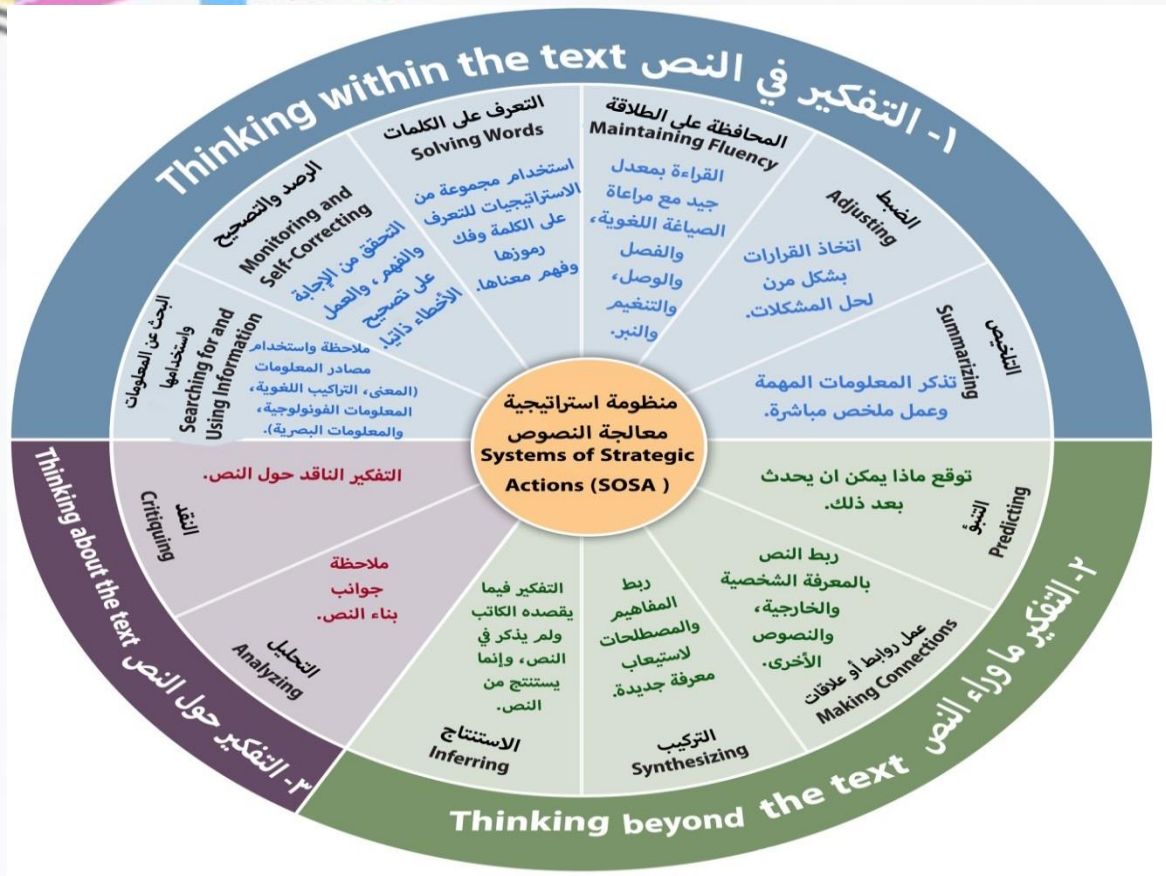 ١- التفكير في النص Thinking within the text
البحث عن المعلومات
واستخدامها
Searching for and
Using Information
ملاحظة واستخدام
مصادر المعلومات
(المعنى، التراكيب اللغوية،
المعلومات الفونولوجية،
والمعلومات البصرية).
الرصد والتصحيح
Monitoring and
Self-Correcting
التحقق من الإجابة
والفهم، والعمل
على تصحيح
الأخطاء ذاتيا.
التعرف على الكلمات
Solving Words
استخدام مجموعة من
الاستراتيجيات للتعرف
على الكلمة وفك
رموزها
وفهم معناها.
المحافظة على الطلاقة
Maintaining Fluency
القراءة بمعدل
جيد مع مراعاة
الصياغة اللغوية،
والفصل
والوصل،
والتنغيم
والنبر.
الضبط
Adjusting
اتخاذ القرارات
بشكل مرن
لحل المشكلات.
التلخيص
Summarizing
تذكر المعلومات المهمة
وعمل ملخص مباشرة.
منظومة استراتيجية
معالجة النصوص
Systems of Strategic
Actions (SOSA )
٢- التفكير ما وراء النص Thinking beyond the text
التنبؤ
Predicting
توقع ماذا يمكن ان يحدث
بعد ذلك.
عمل روابط أو علاقات
Making Connections
ربط النص
بالمعرفة الشخصية
والخارجية،
والنصوص
الأخرى.
التركيب
Synthesizing
ربط
المفاهيم
والمصطلحات
لاستيعاب
معرفة جديدة.
الاستنتاج
Inferring
التفكير فيما
يقصده الكاتب
ولم يذكر في
النص، وإنما
يستنتج من
النص.
٣- التفكير حول النص Thinking about the text
التحليل
Analyzing
ملاحظة
جوانب
بناء النص.
النقد
Critiquing
التفكير الناقد حول النص.